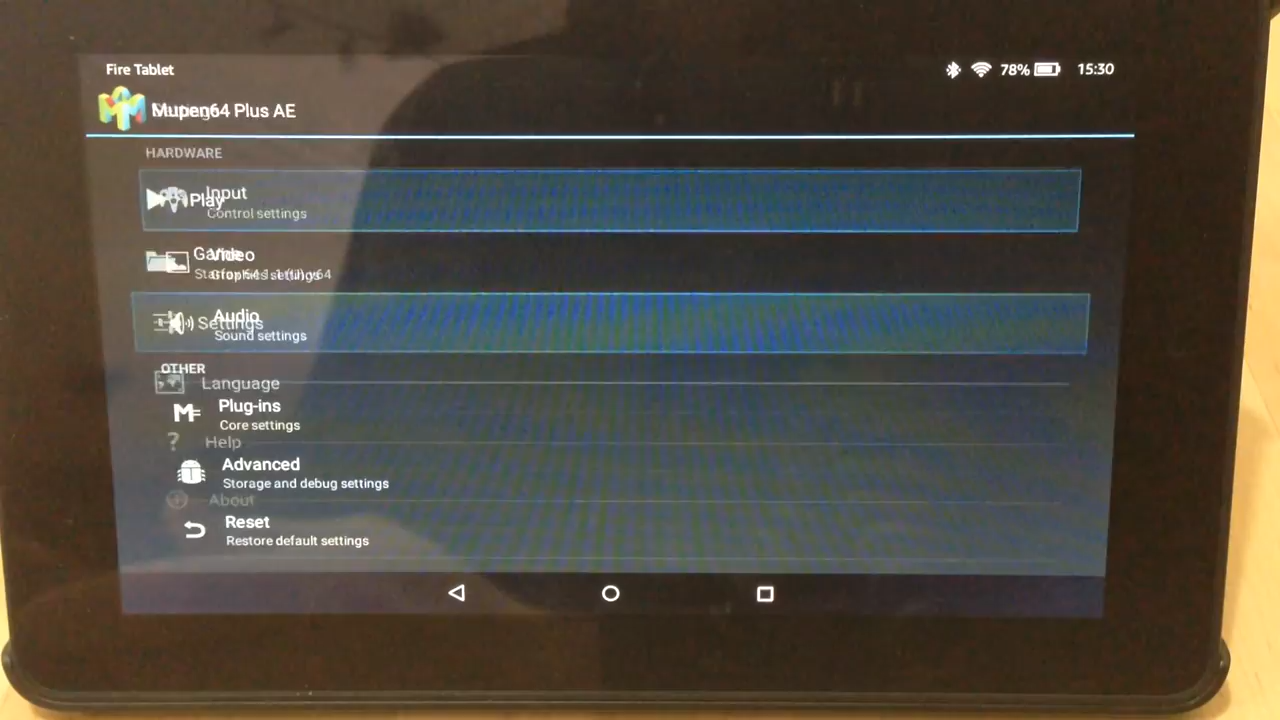 Fire Tablet
78% 15:30
Mupen64 Plus AE
HARDWARE
Input
Play
Control settings
Game
Video
Graphics settings
Audio
Settings
Sound settings
OTHER
Language
Plug-ins
Core settings
Help
Advanced
Storage and debug settings
About
Reset
Restore default settings